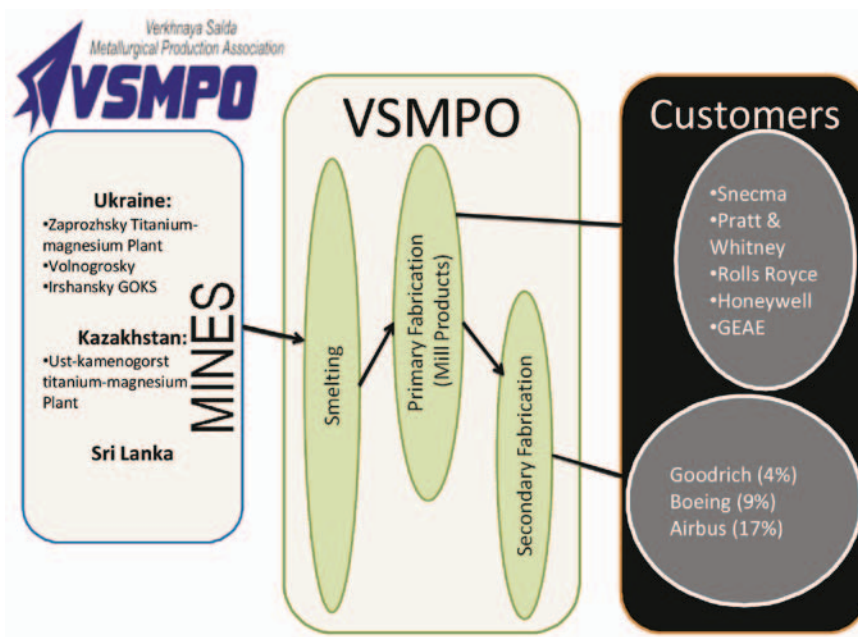 Verkhnaya Salda
Metallurgical Production Association
VSMPO
VSMPO
Customers
Ukraine:
•Zaprozhsky Titanium-
magnesium Plant
•Volnogrosky
•Irshansky GOKS
Kazakhstan:
•Ust-kamenogorst
titanium-magnesium
Plant
Sri Lanka
MINES
Smelting
Primary Fabrication
(Mill Products)
Secondary Fabrication
•Snecma
•Pratt &
Whitney
•Rolls Royce
•Honeywell
•GEAE
Goodrich (4%)
Boeing (9%)
Airbus (17%)